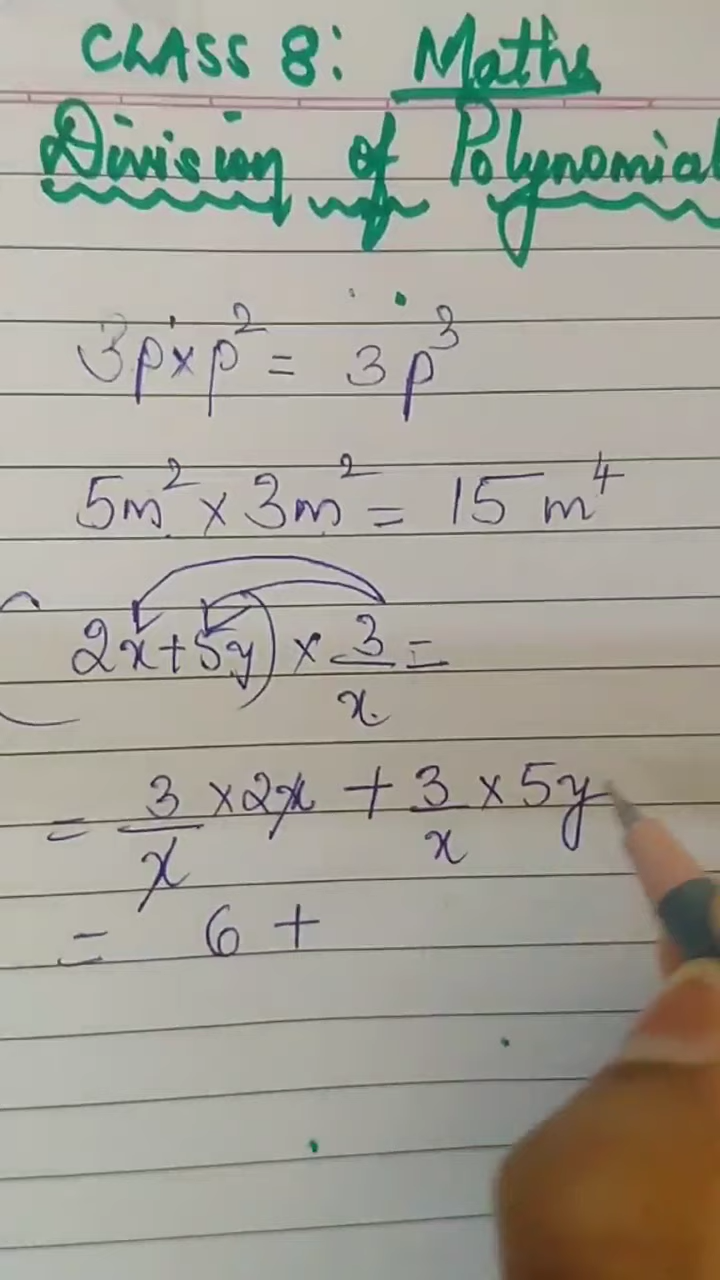 CLASS 8: Maths
Division of Polynomial
3p×p² = 3p³
5m² × 3m² = 15m⁴
(2x+5y) × 3/x =
= 3/x ×2x + 3/x × 5y
= 6 +